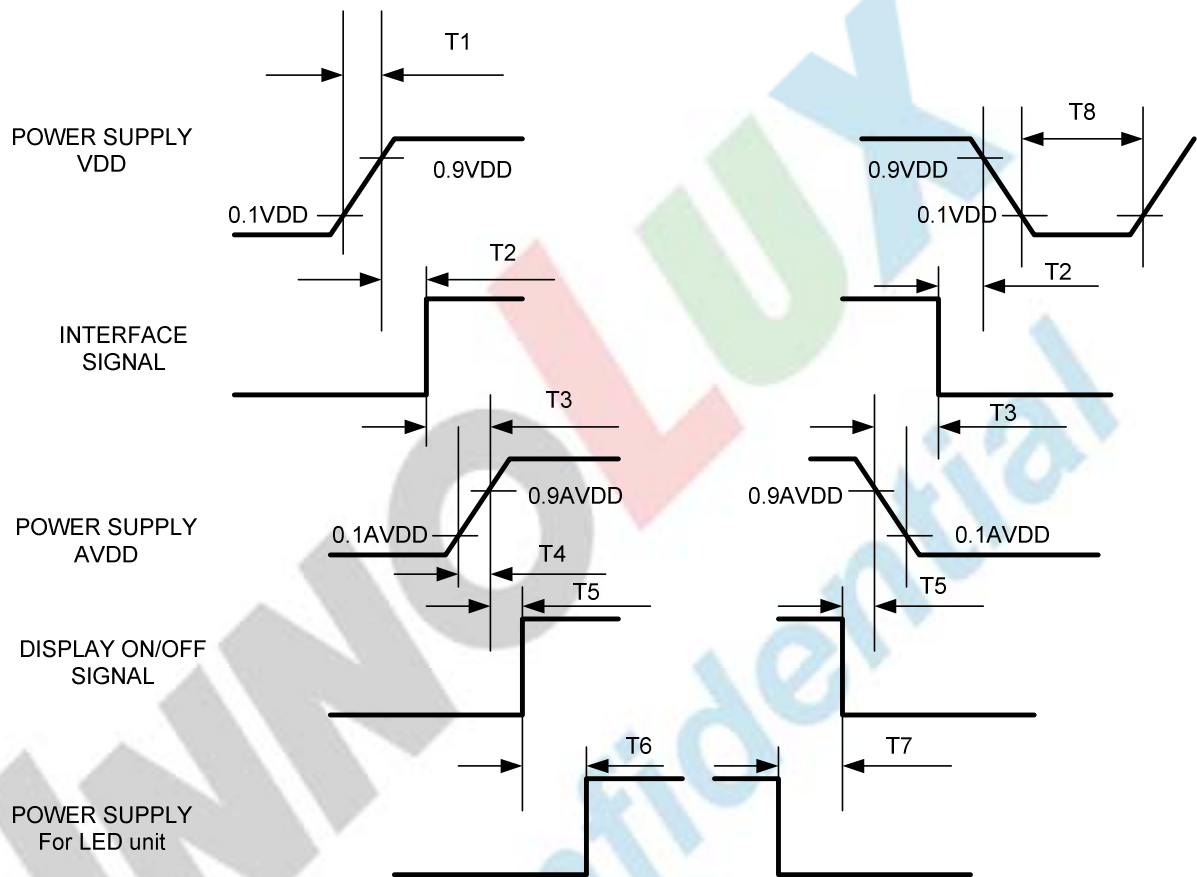 T1
T8
POWER SUPPLY
VDD
0.9VDD
0.9VDD
0.1VDD
0.1VDD
T2
T2
INTERFACE
SIGNAL
T3
T3
0.9AVDD
0.9AVDD
POWER SUPPLY
AVDD
0.1AVDD
0.1AVDD
T4
T5
T5
DISPLAY ON/OFF
SIGNAL
T6
T7
POWER SUPPLY
For LED unit
INNOLUX
Confidential